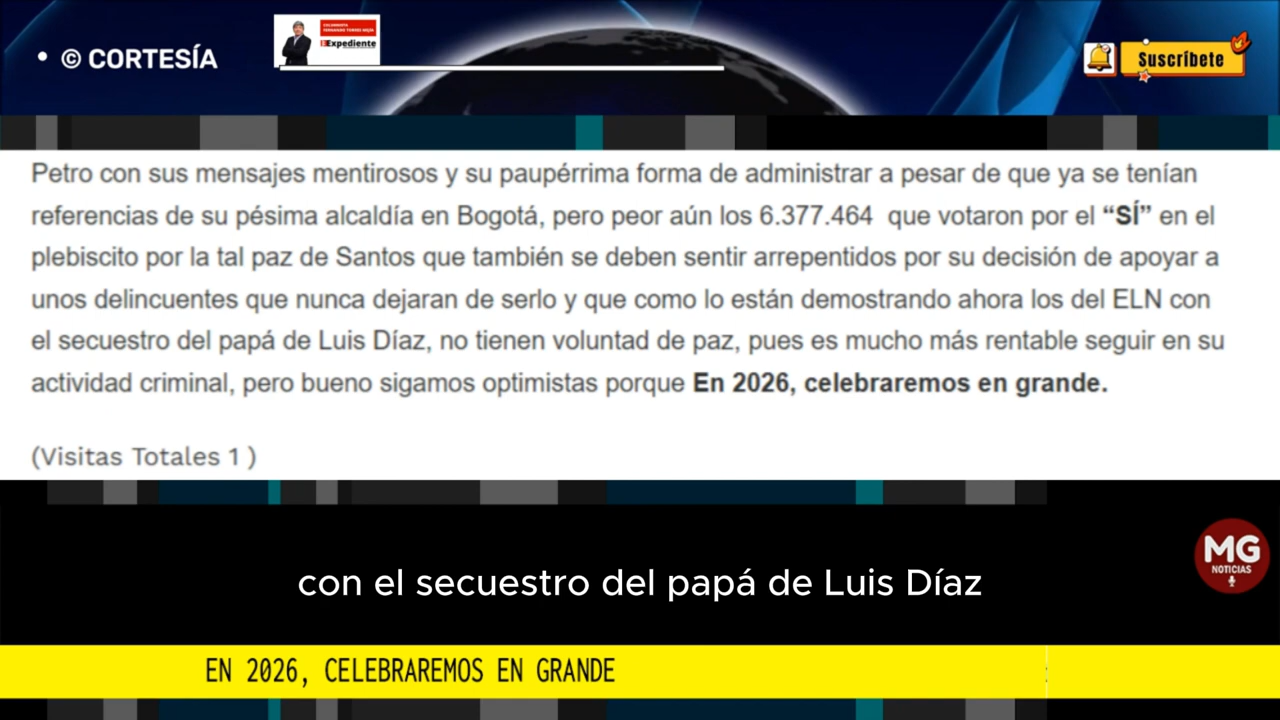 • © CORTESÍA
Expediente
Suscríbete
Petro con sus mensajes mentirosos y su paupérrima forma de administrar a pesar de que ya se tenían
referencias de su pésima alcaldía en Bogotá, pero peor aún los 6.377.464 que votaron por el “SÍ” en el
plebiscito por la tal paz de Santos que también se deben sentir arrepentidos por su decisión de apoyar a
unos delincuentes que nunca dejaran de serlo y que como lo están demostrando ahora los del ELN con
el secuestro del papá de Luis Díaz, no tienen voluntad de paz, pues es mucho más rentable seguir en su
actividad criminal, pero bueno sigamos optimistas porque En 2026, celebraremos en grande.
(Visitas Totales 1 )
MG
NOTICIAS
con el secuestro del papá de Luis Díaz
EN 2026, CELEBRAREMOS EN GRANDE